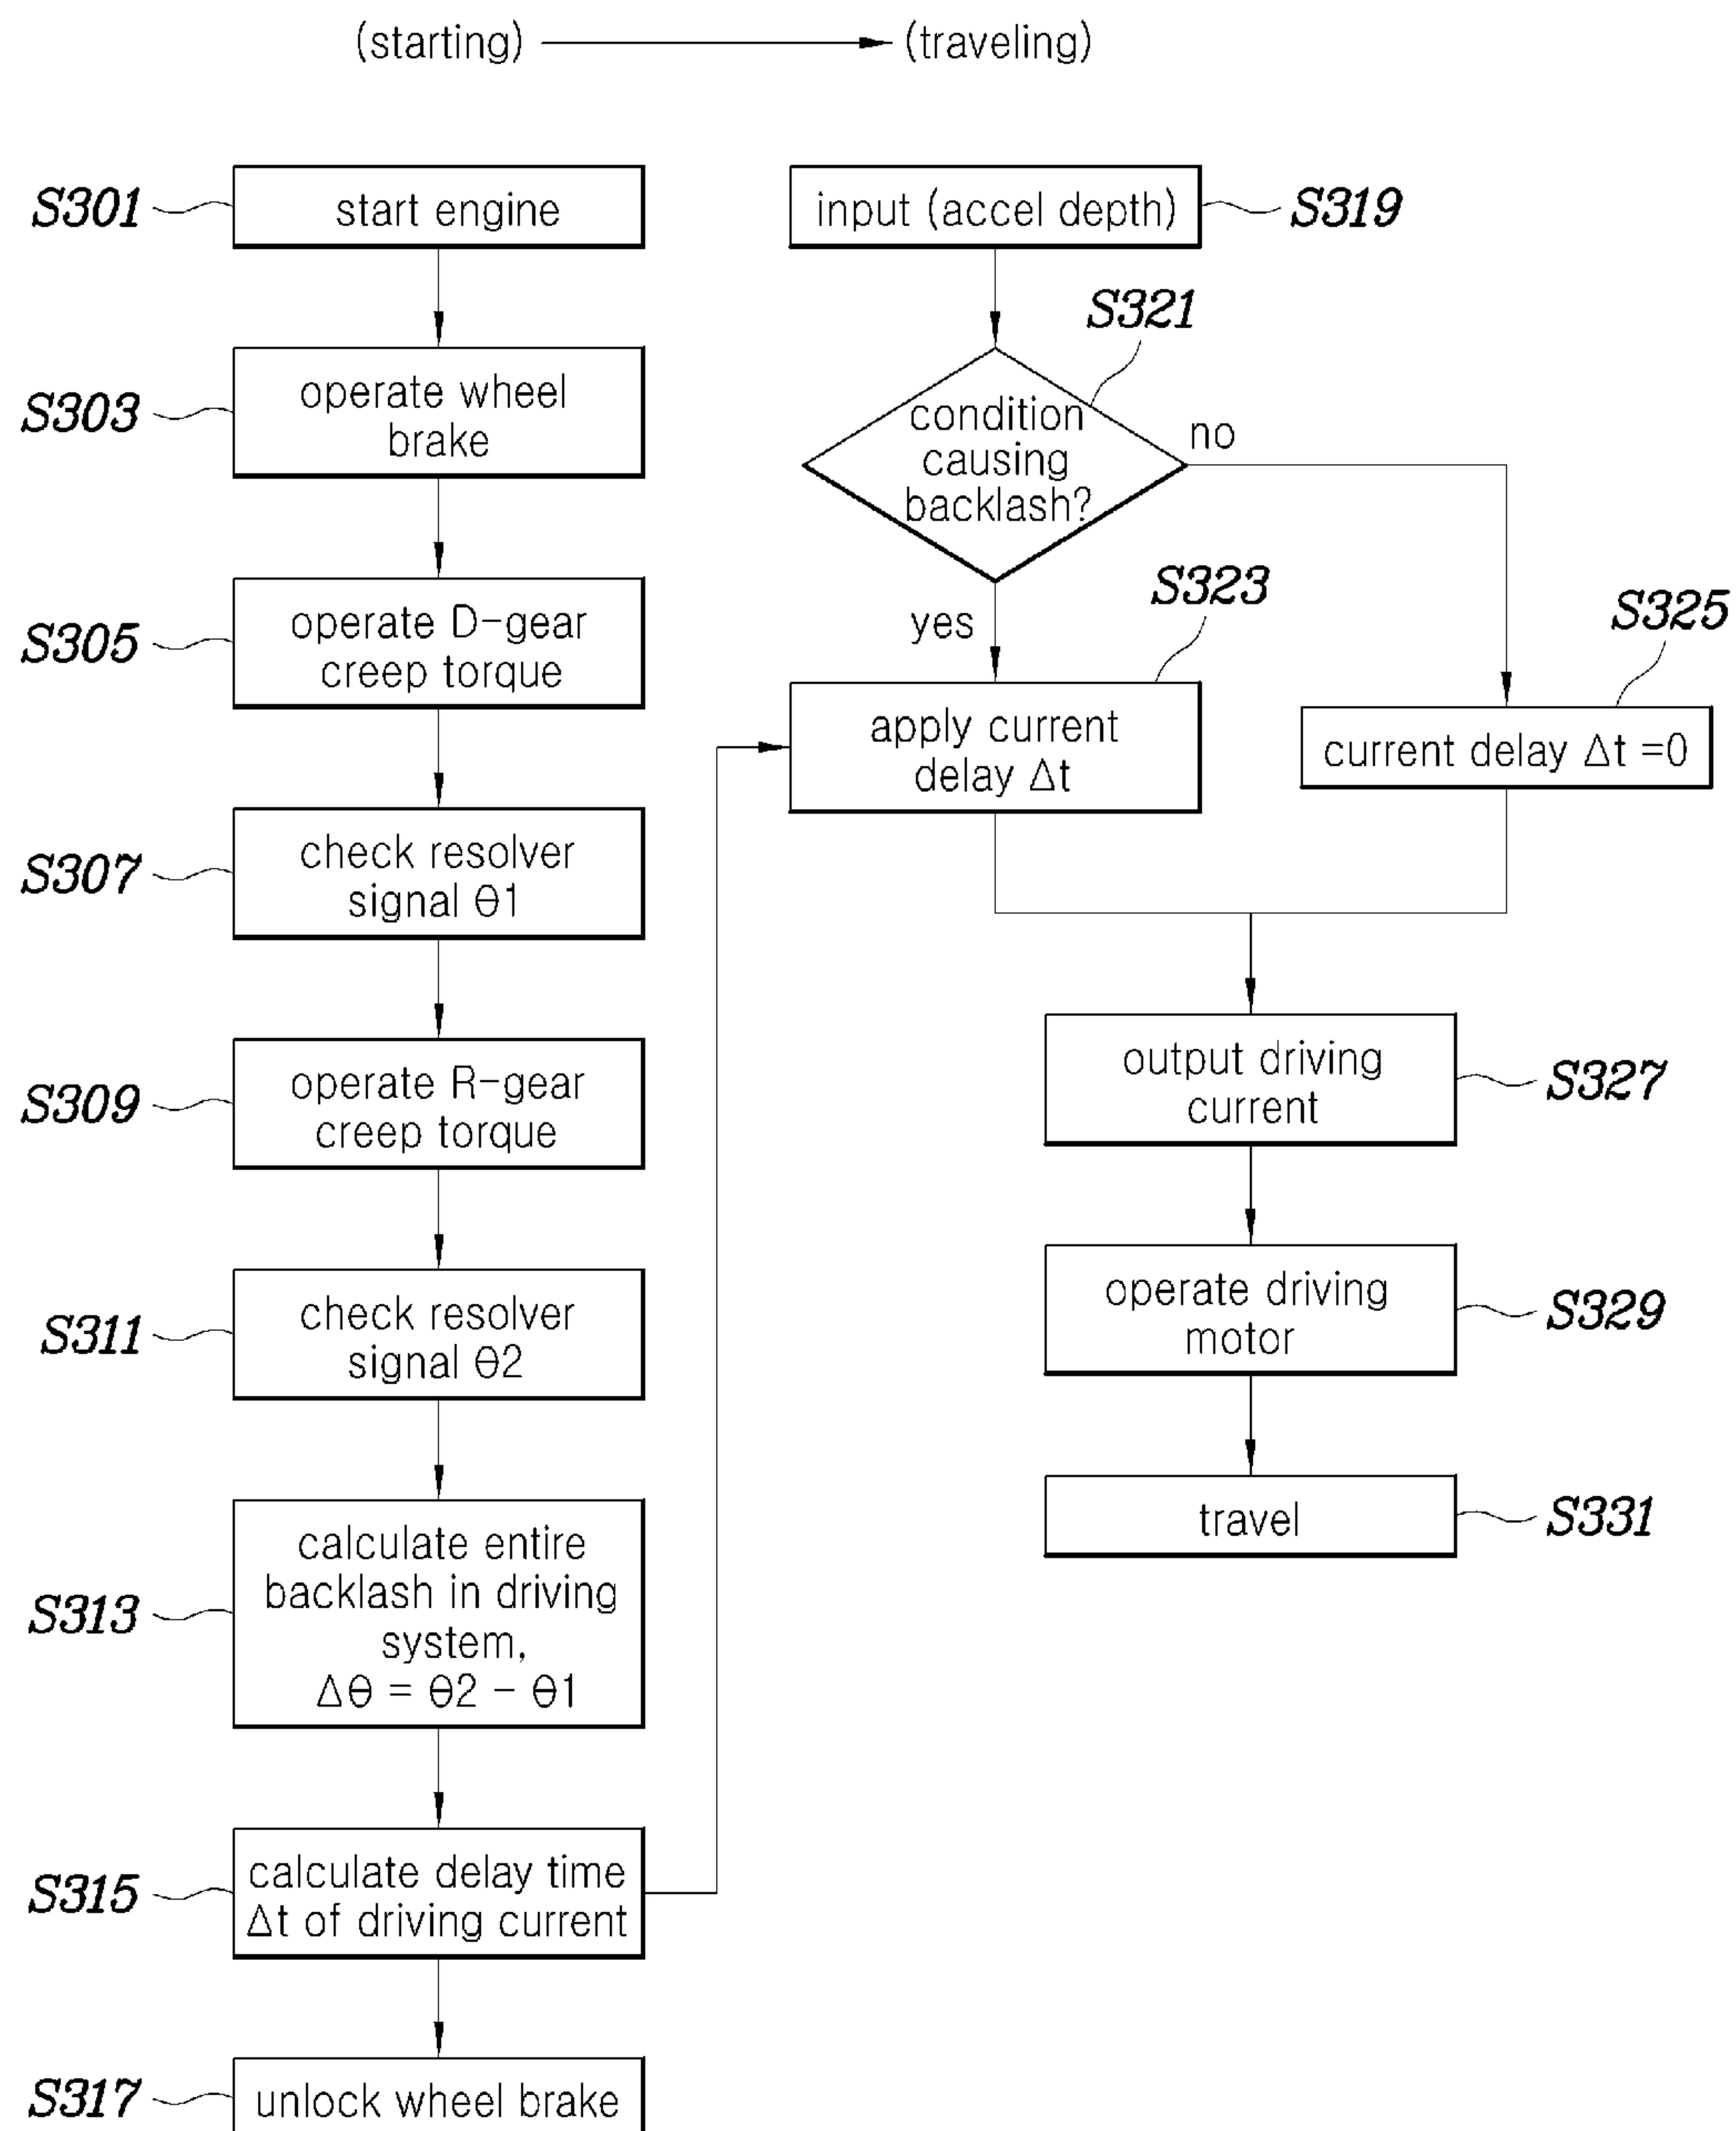 (starting)
(traveling)
S301
start engine
S303
operate wheel
brake
S305
operate D-gear
creep torque
S307
check resolver
signal θ1
S309
operate R-gear
creep torque
S311
check resolver
signal θ2
S313
calculate entire
backlash in driving
system,
Δθ = θ2 - θ1
S315
calculate delay time
Δt of driving current
S317
unlock wheel brake
input (accel depth)
S319
S321
condition
causing
backlash?
no
yes
S323
apply current
delay Δt
S325
current delay Δt =0
output driving
current
S327
operate driving
motor
S329
travel
S331